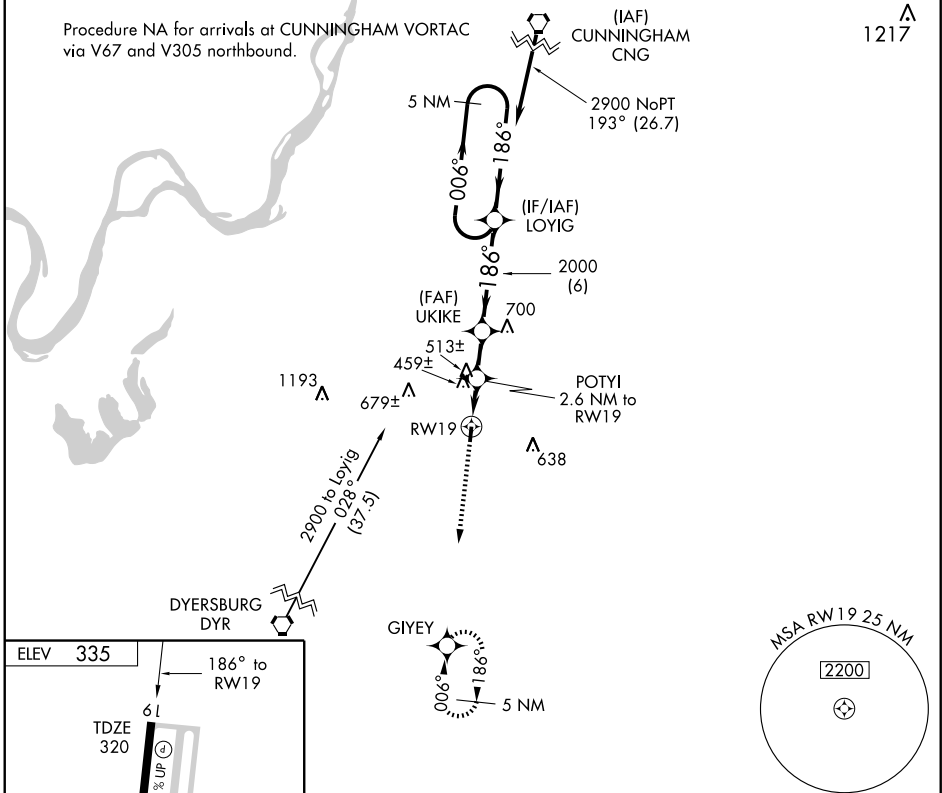 Procedure NA for arrivals at CUNNINGHAM VORTAC
via V67 and V305 northbound.
(IAF)
CUNNINGHAM
CNG
1217
5 NM
2900 NoPT
193° (26.7)
186°
006°
(IF/IAF)
LOYIG
186°
2000
(6)
(FAF)
UKIKE
700
513±
459±
1193
679±
POTYI
2.6 NM to
RW19
RW19
638
2900 to Loyig
028°
(37.5)
DYERSBURG
DYR
GIYEY
186°
006°
5 NM
MSA RW19 25 NM
2200
ELEV 335
186° to
RW19
19
TDZE
320
% UP
P